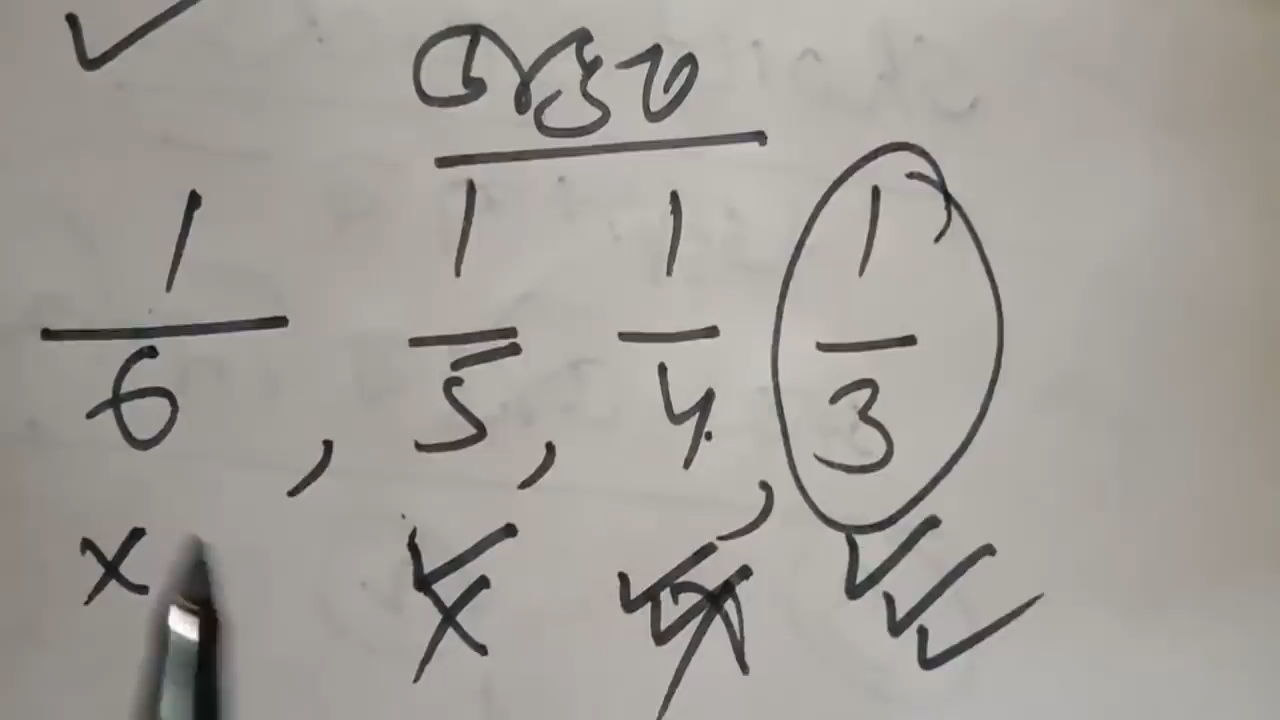 1/6 , 1/5 , 1/4 , 1/3